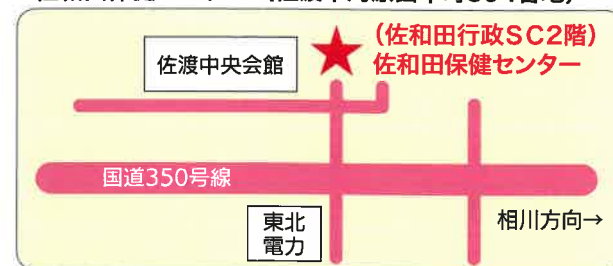 (佐和田行政SC2階)
佐渡中央会館
佐和田保健センター
国道350号線
東北
電力
相川方向→